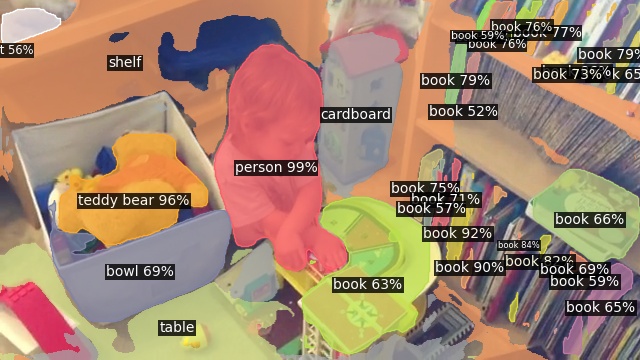 book 76%
book 59%
book 77%
book 76%
t 56%
book 79%
shelf
book 73%
k 65
book 79%
book 52%
cardboard
person 99%
book 75%
book 71%
teddy bear 96%
book 57%
book 66%
book 92%
book 84%
book 82%
bowl 69%
book 90%
book 69%
book 63%
book 59%
book 65%
table